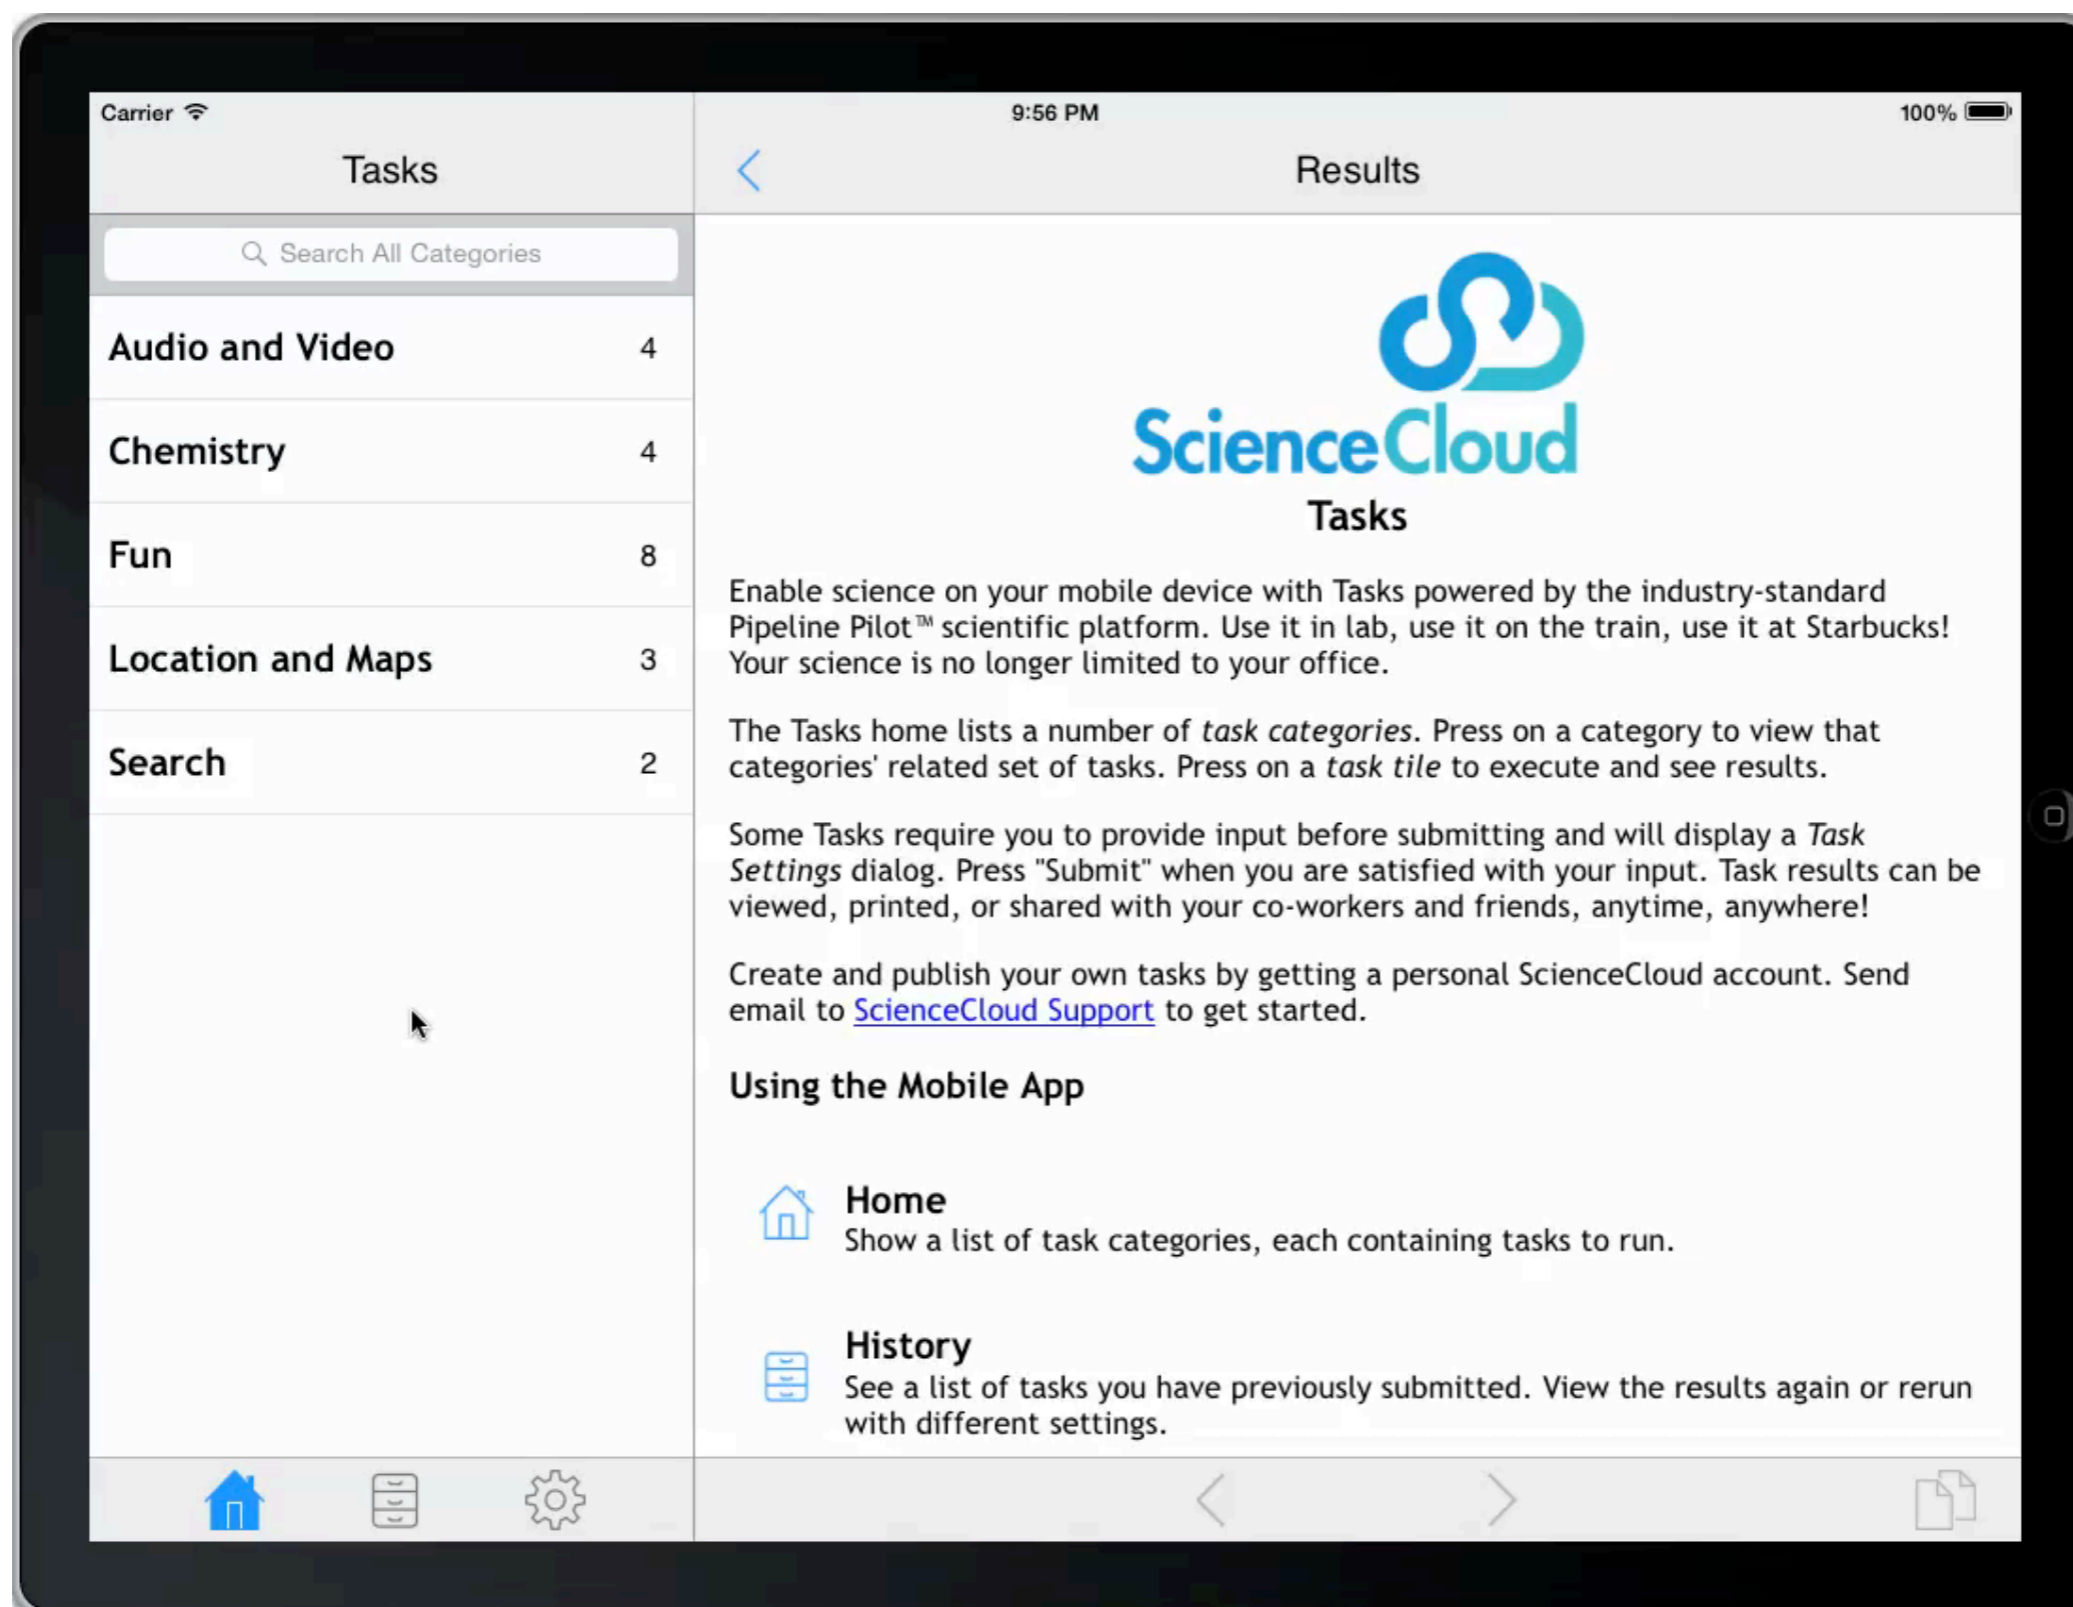 Carrier
9:56 PM
100%
Tasks
Results
Search All Categories
Audio and Video 4
Chemistry 4
Fun 8
Location and Maps 3
Search 2
ScienceCloud
Tasks
Enable science on your mobile device with Tasks powered by the industry-standard
Pipeline Pilot™ scientific platform. Use it in lab, use it on the train, use it at Starbucks!
Your science is no longer limited to your office.
The Tasks home lists a number of task categories. Press on a category to view that
categories' related set of tasks. Press on a task tile to execute and see results.
Some Tasks require you to provide input before submitting and will display a Task
Settings dialog. Press "Submit" when you are satisfied with your input. Task results can be
viewed, printed, or shared with your co-workers and friends, anytime, anywhere!
Create and publish your own tasks by getting a personal ScienceCloud account. Send
email to ScienceCloud Support to get started.
Using the Mobile App
Home
Show a list of task categories, each containing tasks to run.
History
See a list of tasks you have previously submitted. View the results again or rerun
with different settings.